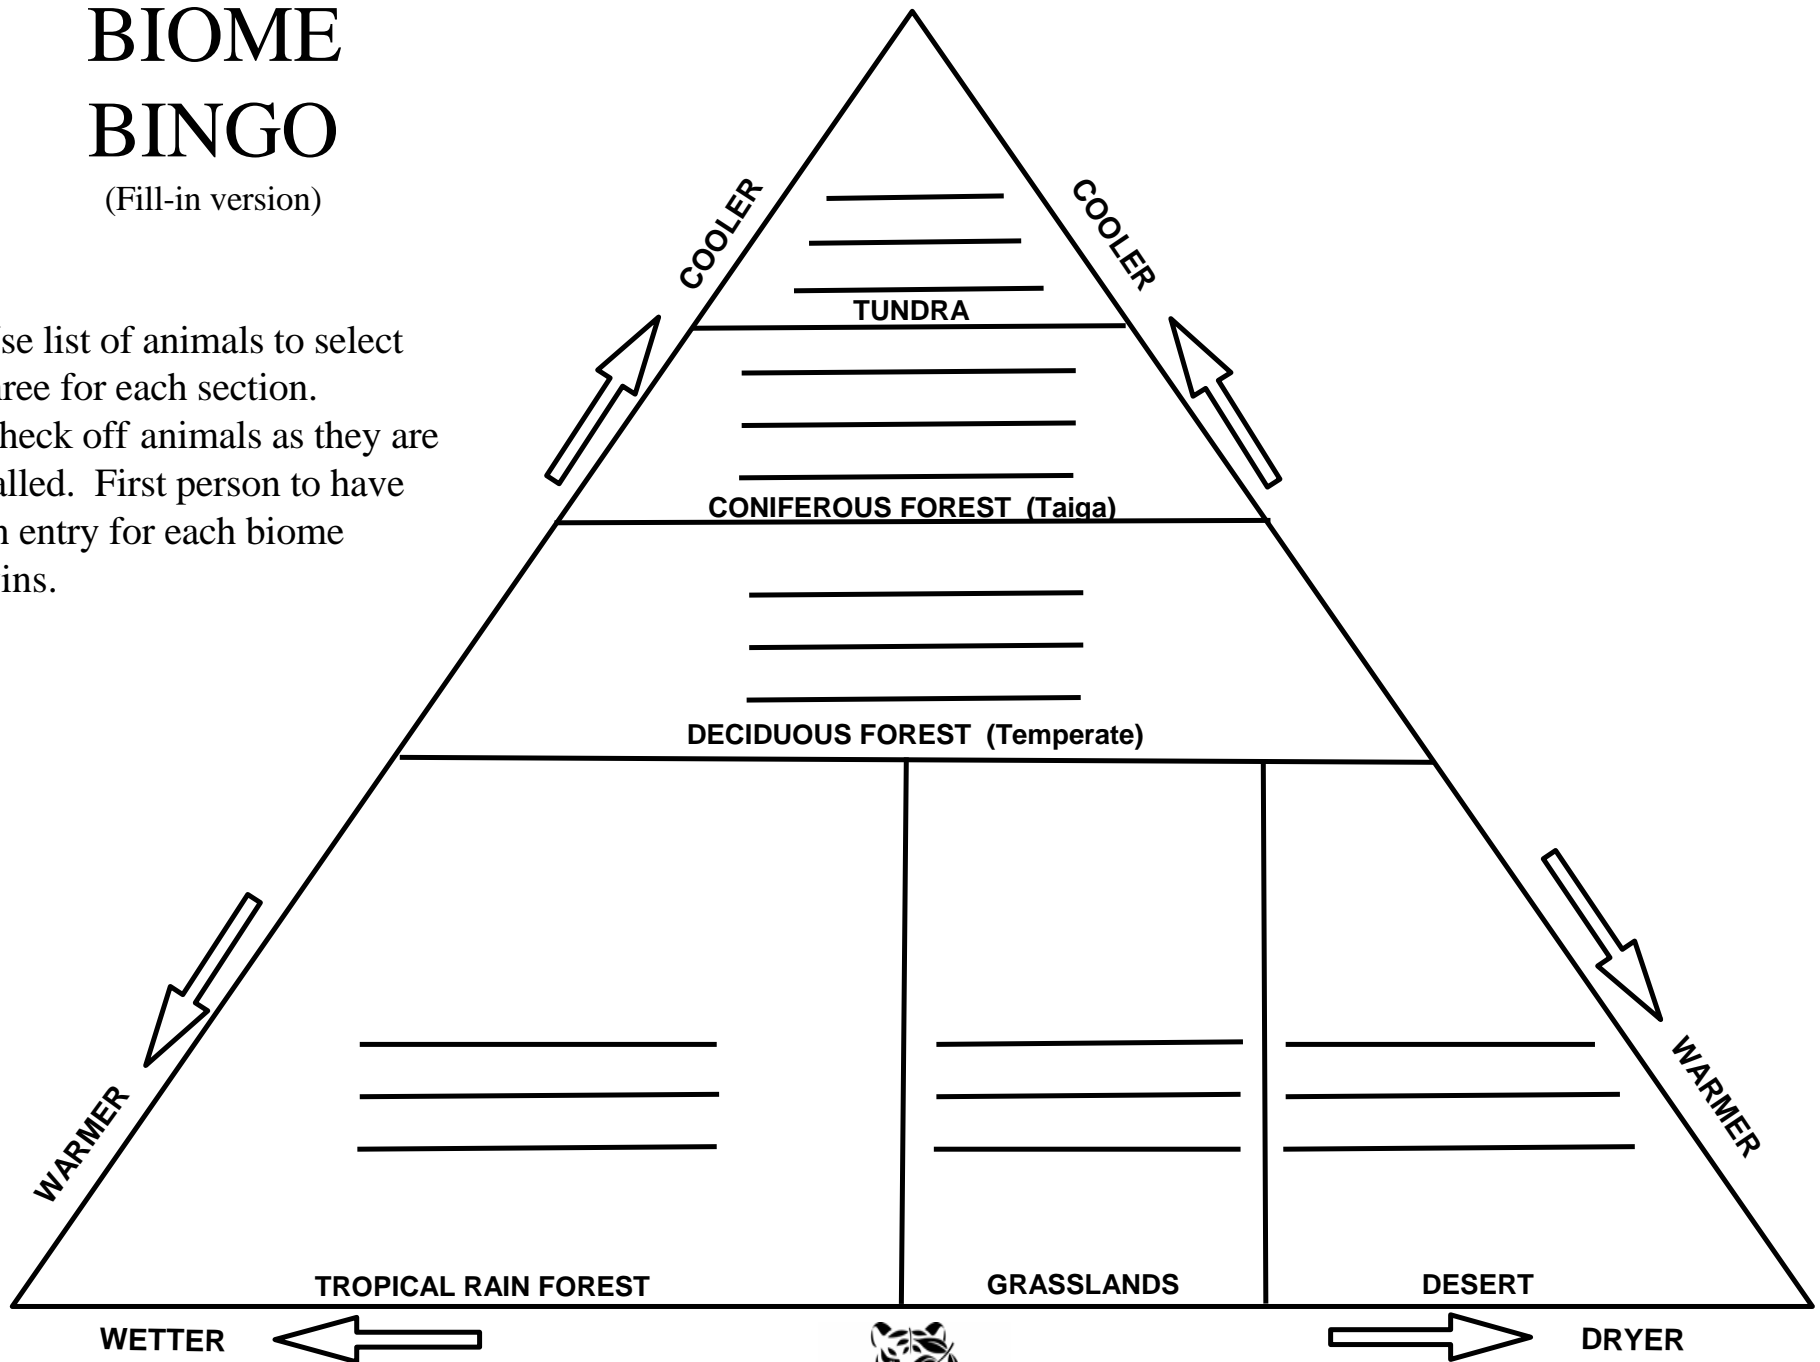 BIOME
BINGO
(Fill-in version)
se list of animals to select
ree for each section.
heck off animals as they are
alled. First person to have
n entry for each biome
ins.
COOLER
COOLER
TUNDRA
CONIFEROUS FOREST (Taiga)
DECIDUOUS FOREST (Temperate)
WARMER
WARMER
TROPICAL RAIN FOREST
GRASSLANDS
DESERT
WETTER
DRYER